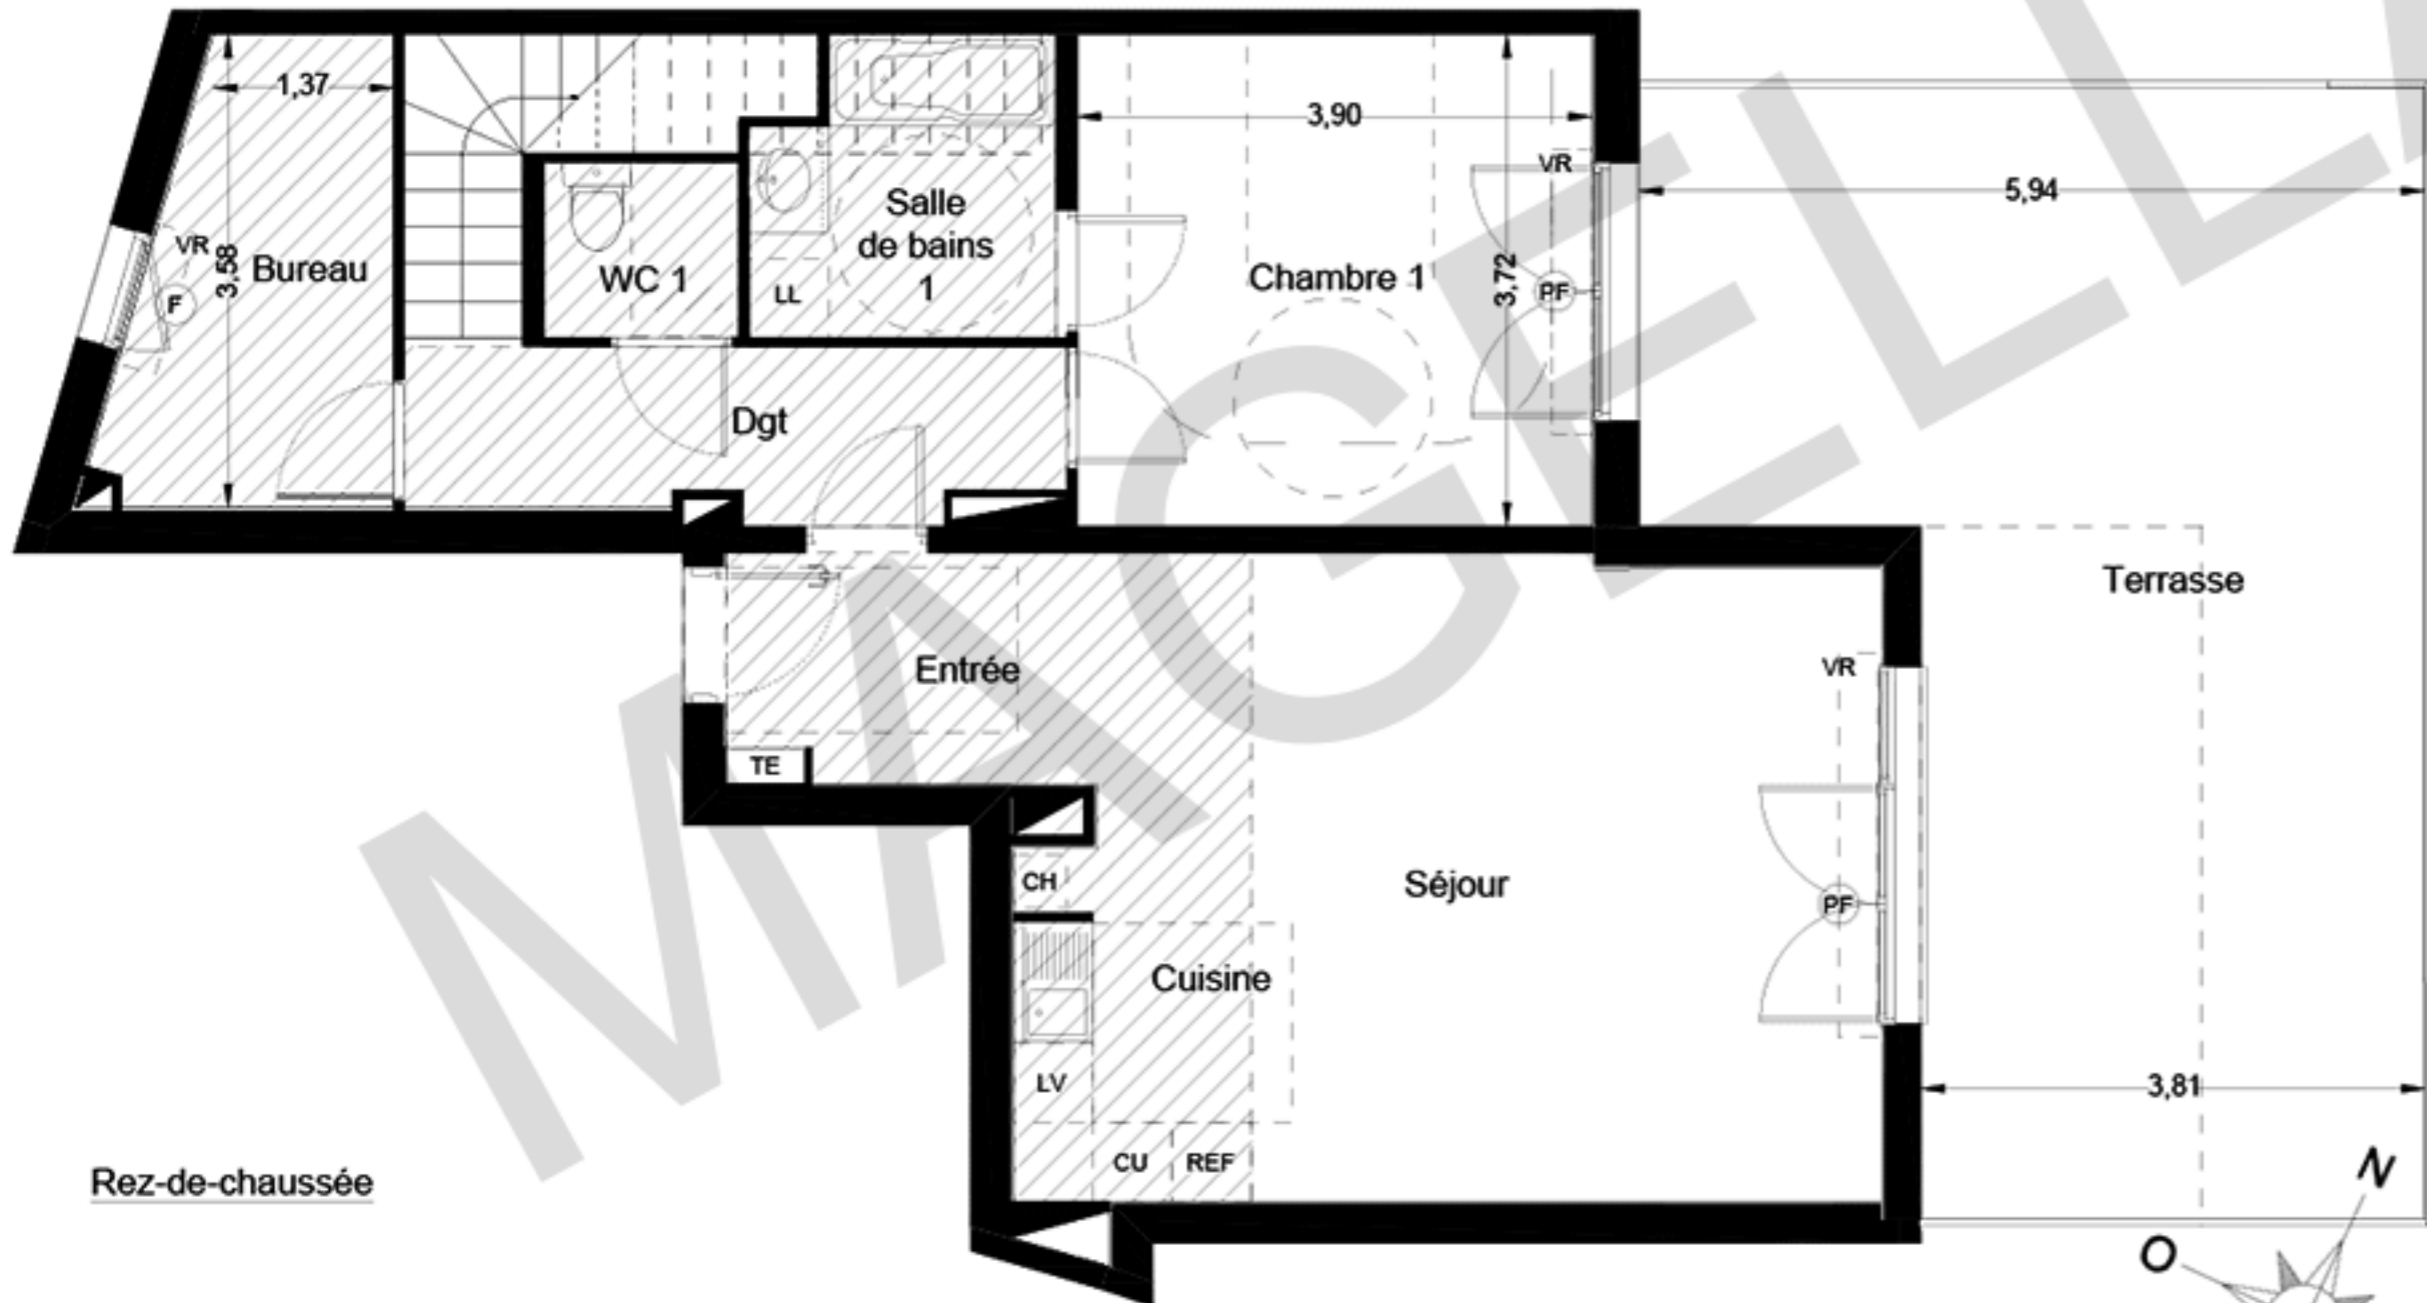 1,37
3,90
VR
5,94
Salle
de bains
1
VR
3,58
Bureau
WC 1
LL
Chambre 1
3,72
PF
F
Dgt
Terrasse
Entrée
VR
TE
CH
Séjour
PF
Cuisine
LV
3,81
CU
REF
Rez-de-chaussée
N
O
MAGELLA